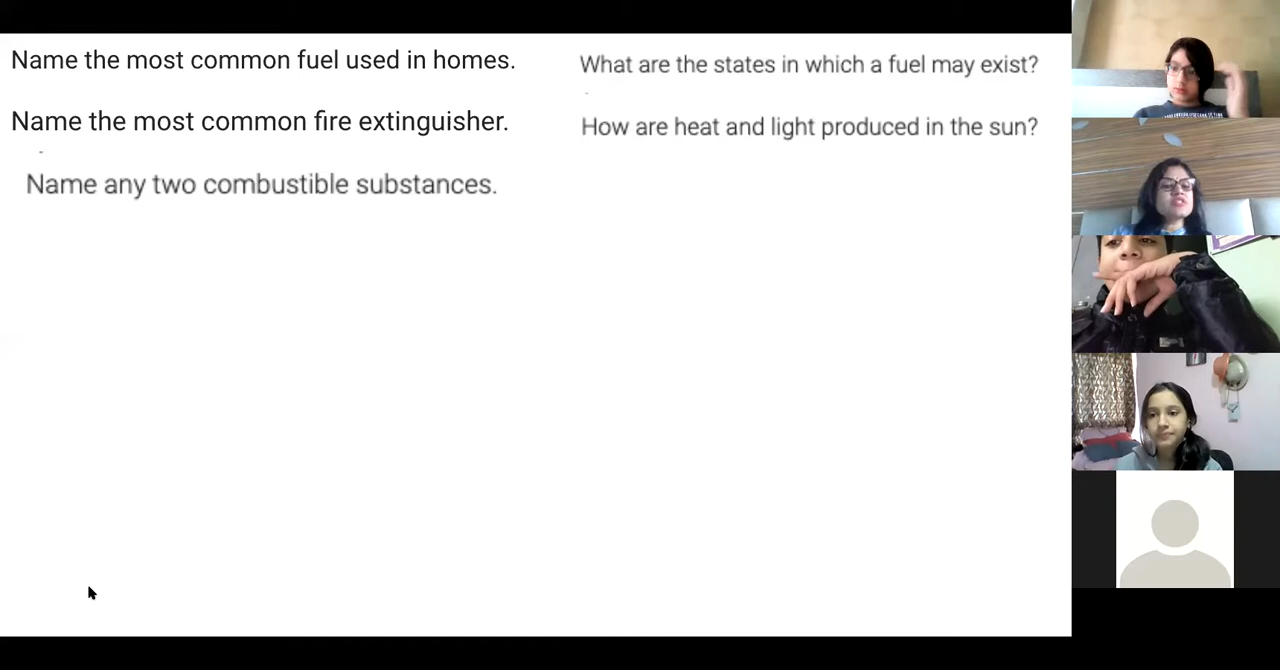 Name the most common fuel used in homes.
Name the most common fire extinguisher.
Name any two combustible substances.
What are the states in which a fuel may exist?
How are heat and light produced in the sun?